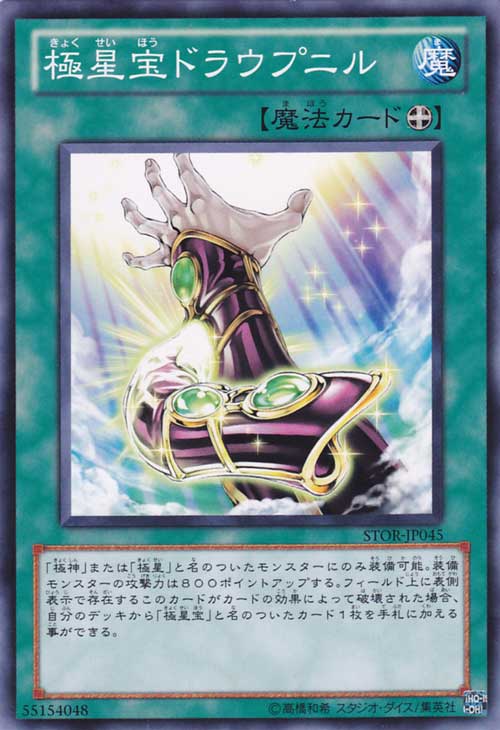 極星宝ドラウプニル
魔
【魔法カード】
STOR-JP045
「極神」または「極星」と名のついたモンスターにのみ装備可能。装備
モンスターの攻撃力は８００ポイントアップする。フィールド上に表側
表示で存在するこのカードがカードの効果によって破壊された場合、
自分のデッキから「極星宝」と名のついたカード１枚を手札に加える
事ができる。
55154048
©高橋和希 スタジオ・ダイス/集英社